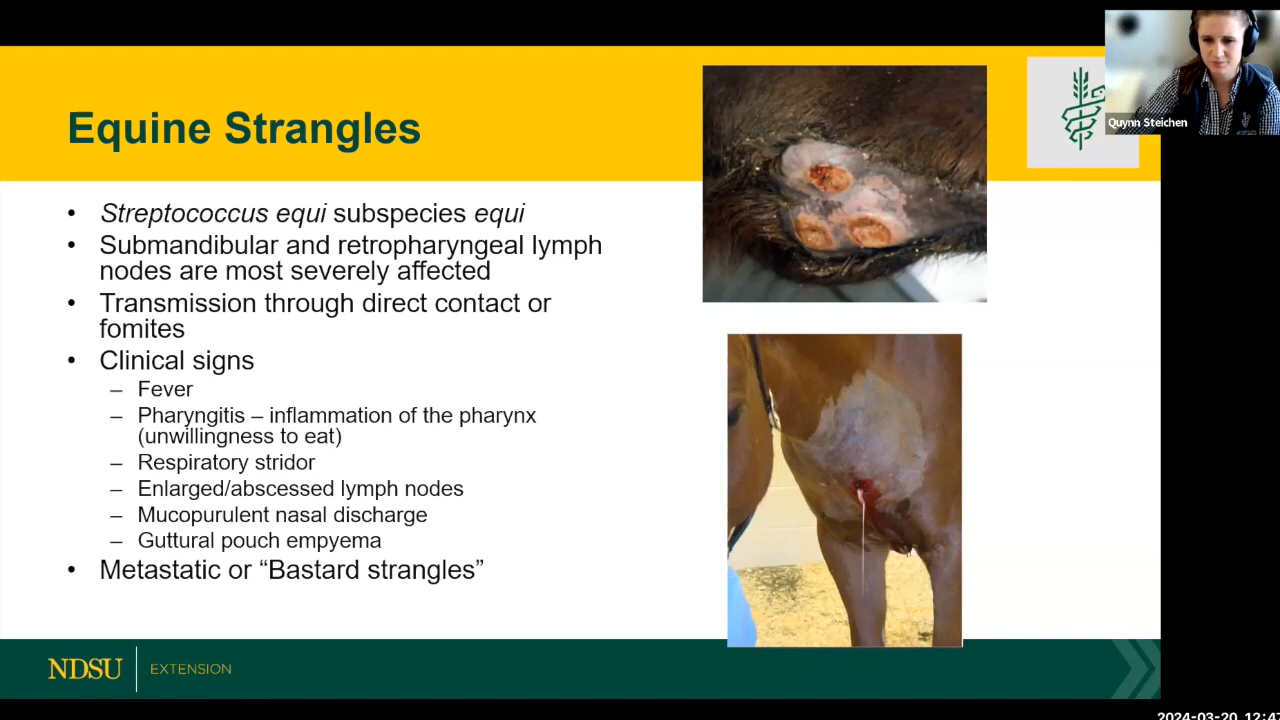 Equine Strangles
Quynn Steichen
• Streptococcus equi subspecies equi
• Submandibular and retropharyngeal lymph
nodes are most severely affected
• Transmission through direct contact or
fomites
• Clinical signs
– Fever
– Pharyngitis – inflammation of the pharynx
(unwillingness to eat)
– Respiratory stridor
– Enlarged/abscessed lymph nodes
– Mucopurulent nasal discharge
– Guttural pouch empyema
• Metastatic or “Bastard strangles”
NDSU EXTENSION
2024-03-20